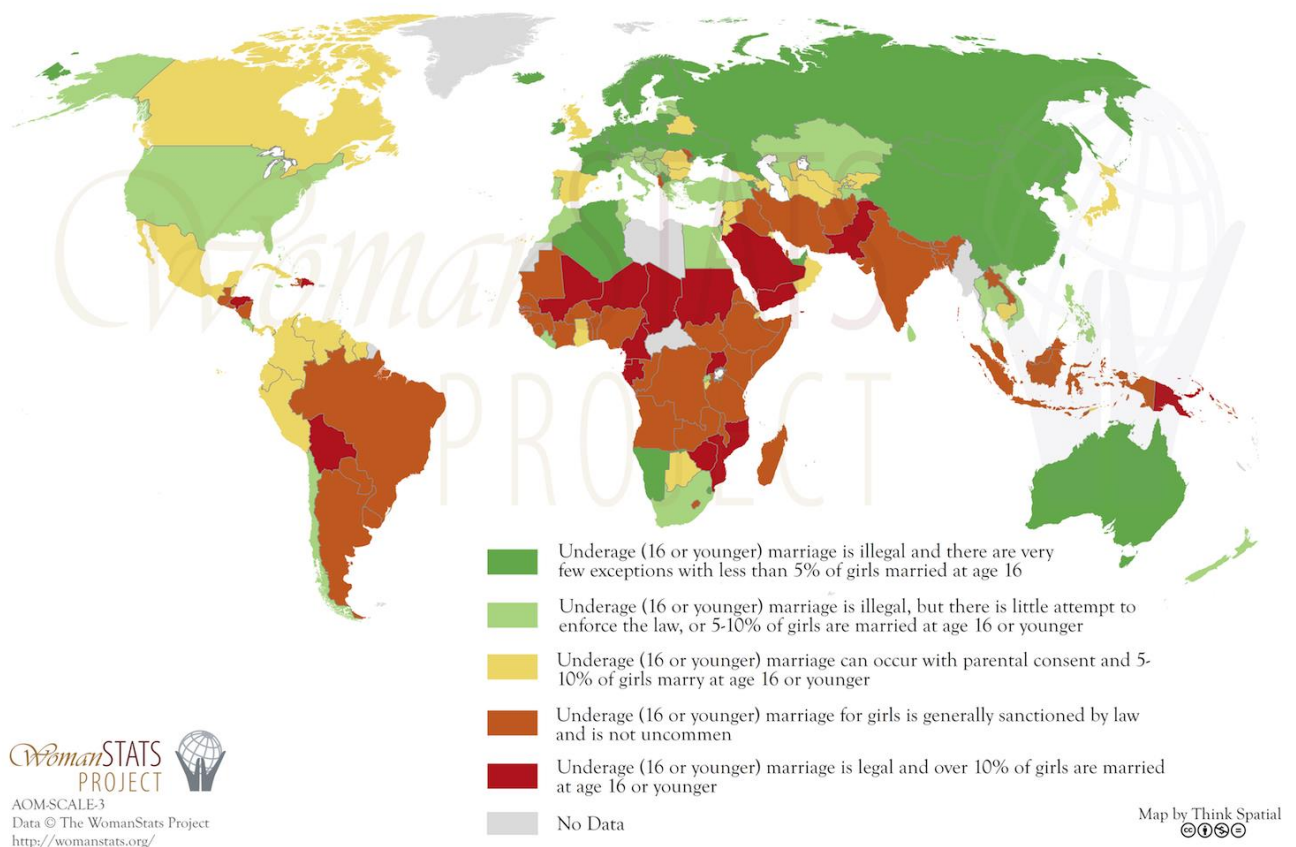 WomanSTATS
PROJECT
Underage (16 or younger) marriage is illegal and there are very
few exceptions with less than 5% of girls married at age 16
Underage (16 or younger) marriage is illegal, but there is little attempt to
enforce the law, or 5-10% of girls are married at age 16 or younger
Underage (16 or younger) marriage can occur with parental consent and 5-
10% of girls marry at age 16 or younger
Underage (16 or younger) marriage for girls is generally sanctioned by law
and is not uncommen
Underage (16 or younger) marriage is legal and over 10% of girls are married
at age 16 or younger
No Data
WomanSTATS
PROJECT
AOM-SCALE-3
Data © The WomanStats Project
http://womanstats.org/
Map by Think Spatial